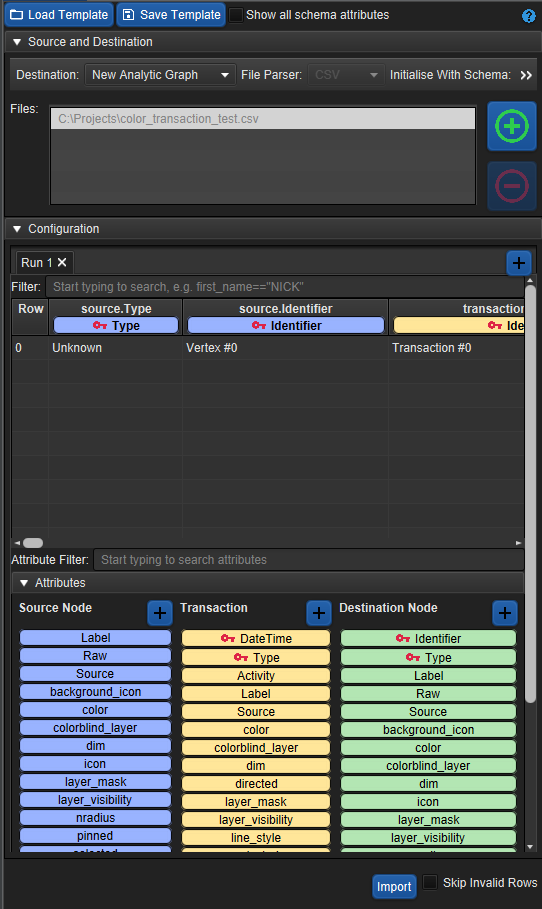 Load Template Save Template Show all schema attributes ?
Source and Destination
Destination: New Analytic Graph File Parser: CSV Initialise With Schema: »
Files: C:\Projects\color_transaction_test.csv
Configuration
Run 1
Filter: Start typing to search, e.g. first_name=="NICK"
Row source.Type source.Identifier transaction
Type Identifier Ide
0 Unknown Vertex #0 Transaction #0
Attribute Filter: Start typing to search attributes
Attributes
Source Node Transaction Destination Node
Label DateTime Identifier
Raw Type Type
Source Activity Label
background_icon Label Raw
color Source Source
colorblind_layer color background_icon
dim colorblind_layer color
icon dim colorblind_layer
layer_mask directed dim
layer_visibility layer_mask icon
nradius layer_visibility layer_mask
pinned line_style layer_visibility
Import Skip Invalid Rows